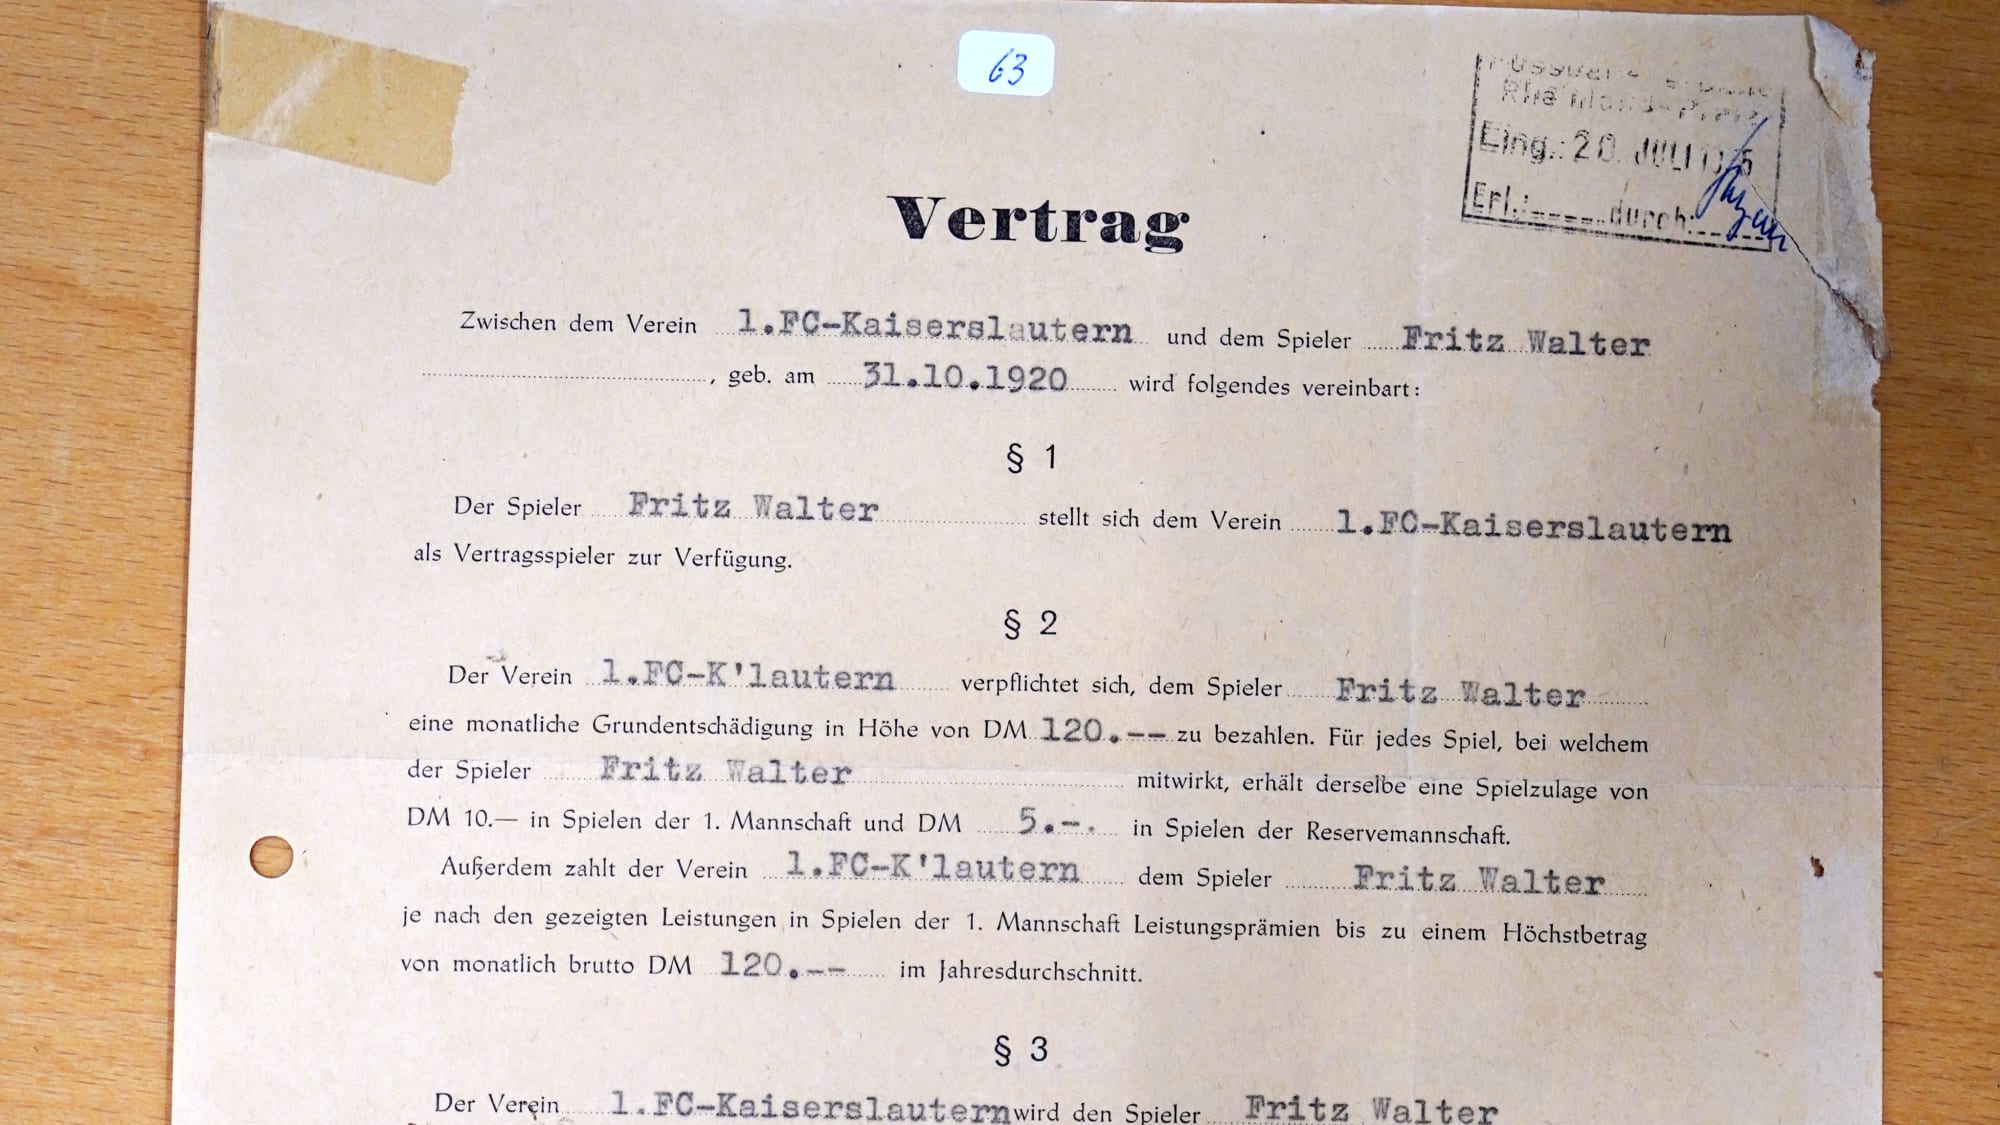 63
Rheinland-Pfalz
Eing.: 20. JULI
Erl.: durch:
Vertrag
Zwischen dem Verein 1.FC-Kaiserslautern und dem Spieler Fritz Walter
, geb. am 31.10.1920 wird folgendes vereinbart:
§ 1
Der Spieler Fritz Walter stellt sich dem Verein 1.FC-Kaiserslautern
als Vertragsspieler zur Verfügung.
§ 2
Der Verein 1.FC-K'lautern verpflichtet sich, dem Spieler Fritz Walter
eine monatliche Grundentschädigung in Höhe von DM 120.-- zu bezahlen. Für jedes Spiel, bei welchem
der Spieler Fritz Walter mitwirkt, erhält derselbe eine Spielzulage von
DM 10.— in Spielen der 1. Mannschaft und DM 5.-. in Spielen der Reservemannschaft.
Außerdem zahlt der Verein 1.FC-K'lautern dem Spieler Fritz Walter
je nach den gezeigten Leistungen in Spielen der 1. Mannschaft Leistungsprämien bis zu einem Höchstbetrag
von monatlich brutto DM 120.-- im Jahresdurchschnitt.
§ 3
Der Verein 1.FC-Kaiserslautern wird den Spieler Fritz Walter